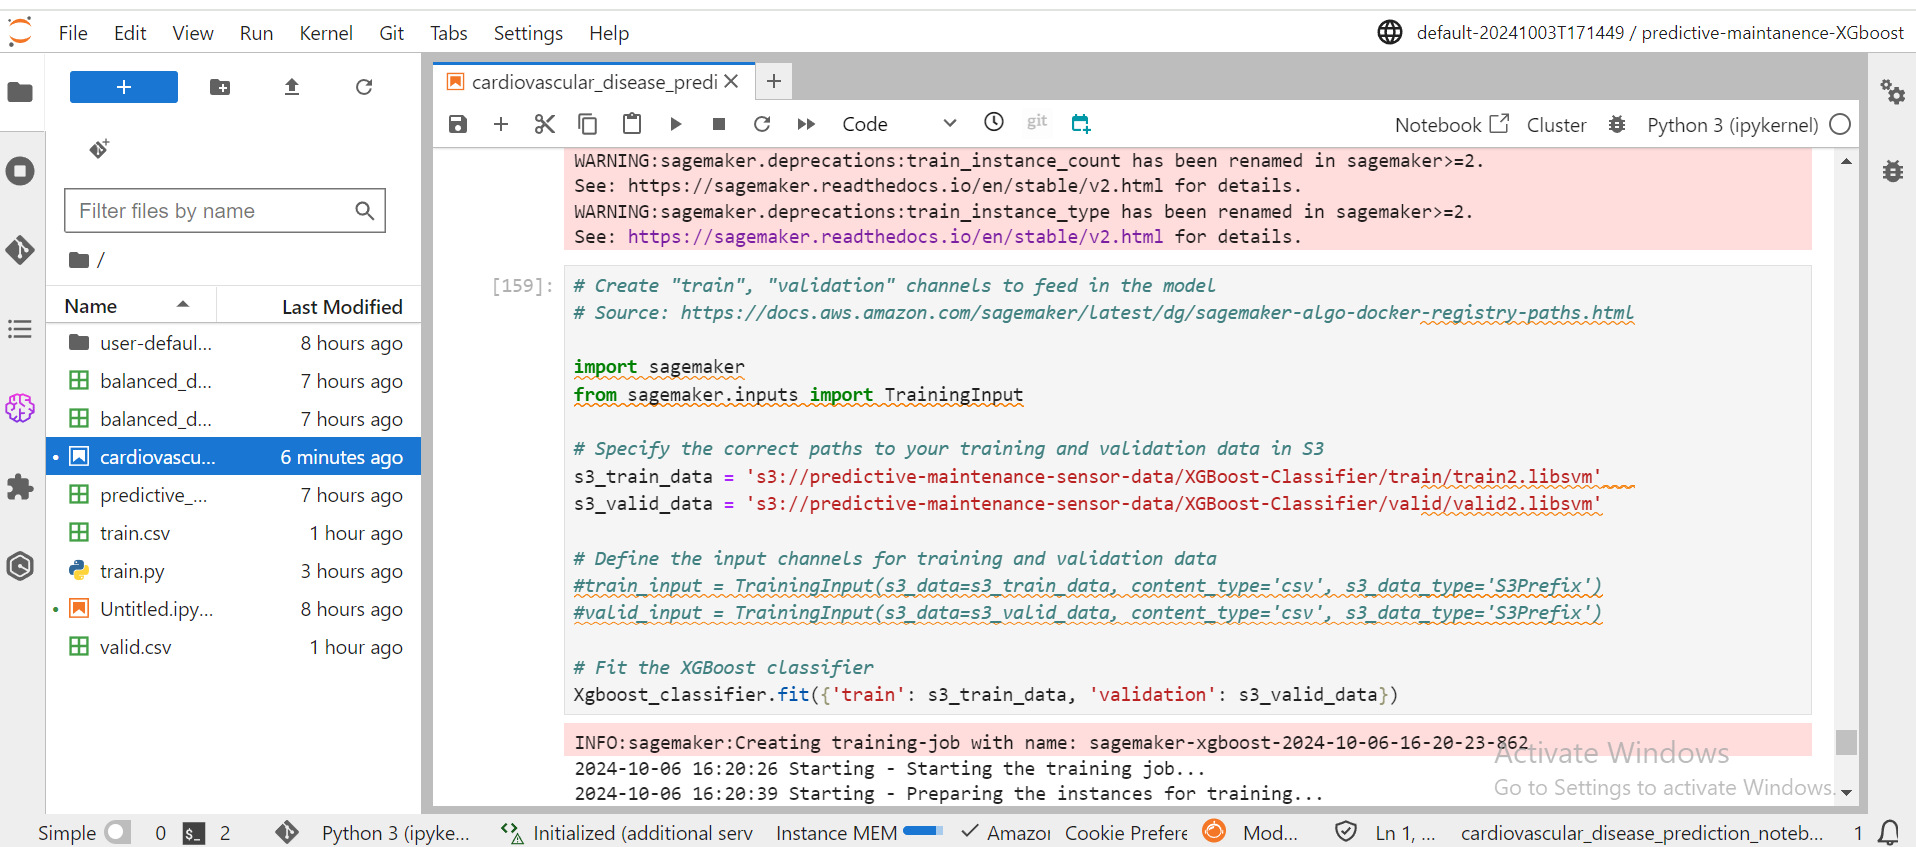 File Edit View Run Kernel Git Tabs Settings Help
default-20241003T171449 / predictive-maintanence-XGboost
cardiovascular_disease_predi
Code
git
Notebook
Cluster
Python 3 (ipykernel)
Filter files by name
/
Name Last Modified
user-defaul... 8 hours ago
balanced_d... 7 hours ago
balanced_d... 7 hours ago
cardiovascu... 6 minutes ago
predictive_... 7 hours ago
train.csv 1 hour ago
train.py 3 hours ago
Untitled.ipy... 8 hours ago
valid.csv 1 hour ago
WARNING:sagemaker.deprecations:train_instance_count has been renamed in sagemaker>=2.
See: https://sagemaker.readthedocs.io/en/stable/v2.html for details.
WARNING:sagemaker.deprecations:train_instance_type has been renamed in sagemaker>=2.
See: https://sagemaker.readthedocs.io/en/stable/v2.html for details.
[159]:
# Create "train", "validation" channels to feed in the model
# Source: https://docs.aws.amazon.com/sagemaker/latest/dg/sagemaker-algo-docker-registry-paths.html
import sagemaker
from sagemaker.inputs import TrainingInput
# Specify the correct paths to your training and validation data in S3
s3_train_data = 's3://predictive-maintenance-sensor-data/XGBoost-Classifier/train/train2.libsvm'
s3_valid_data = 's3://predictive-maintenance-sensor-data/XGBoost-Classifier/valid/valid2.libsvm'
# Define the input channels for training and validation data
#train_input = TrainingInput(s3_data=s3_train_data, content_type='csv', s3_data_type='S3Prefix')
#valid_input = TrainingInput(s3_data=s3_valid_data, content_type='csv', s3_data_type='S3Prefix')
# Fit the XGBoost classifier
Xgboost_classifier.fit({'train': s3_train_data, 'validation': s3_valid_data})
INFO:sagemaker:Creating training-job with name: sagemaker-xgboost-2024-10-06-16-20-23-862
2024-10-06 16:20:26 Starting - Starting the training job...
2024-10-06 16:20:39 Starting - Preparing the instances for training...
Activate Windows
Go to Settings to activate Windows.
Simple 0 $_ 2 Python 3 (ipyke... Initialized (additional serv Instance MEM Amazon Cookie Prefere Mod... Ln 1, ... cardiovascular_disease_prediction_noteb... 1